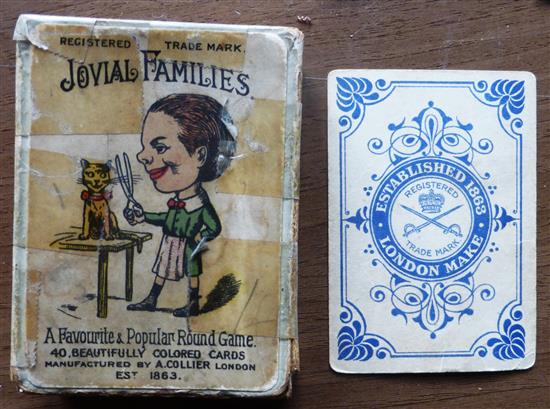 REGISTERED TRADE MARK.
JOVIAL FAMILIES
A Favourite & Popular Round Game.
40, BEAUTIFULLY COLORED CARDS
MANUFACTURED BY A. COLLIER LONDON
EST 1863.
ESTABLISHED 1863
REGISTERED
TRADE MARK
LONDON MAKE